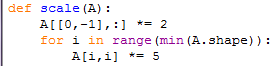 def scale(A):
    A[[0,-1],:] *= 2
    for i in range(min(A.shape)):
        A[i,i] *= 5